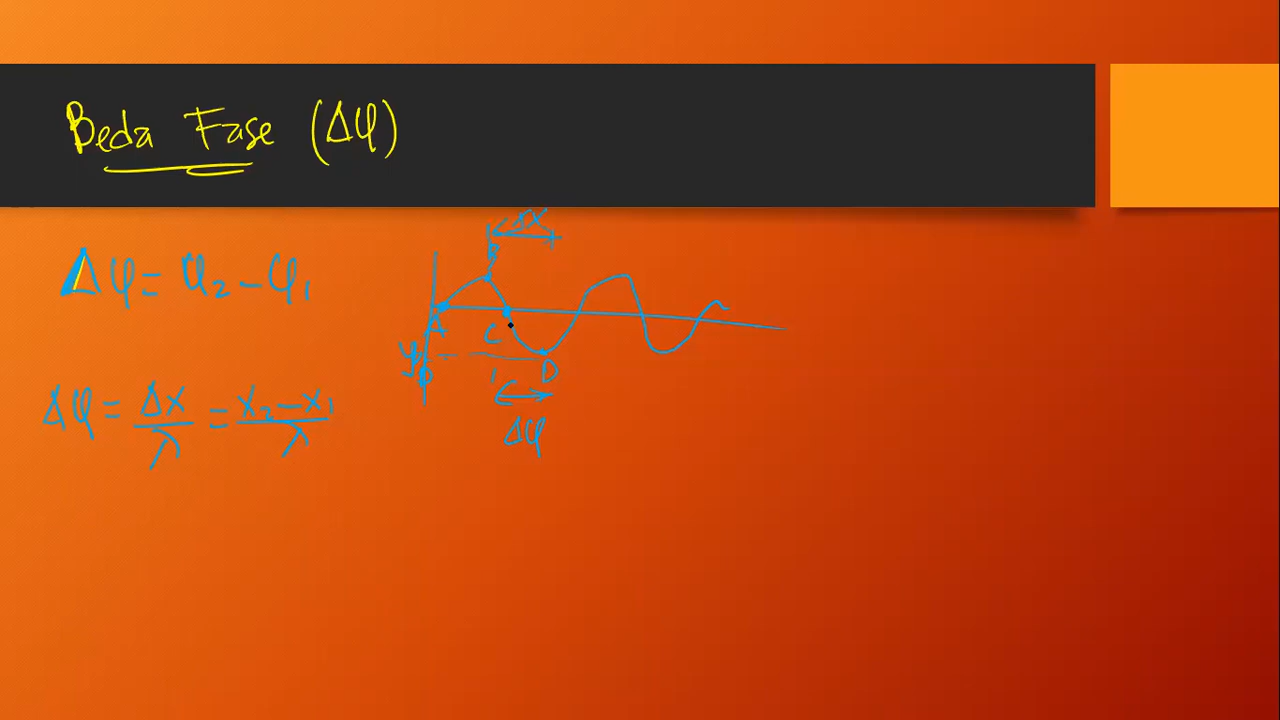 Beda Fase (Δφ)
Δφ = φ₂ - φ₁
Δx
B
A
C
D
Δφ = Δx/λ = x₂ - x₁/λ
Δφ